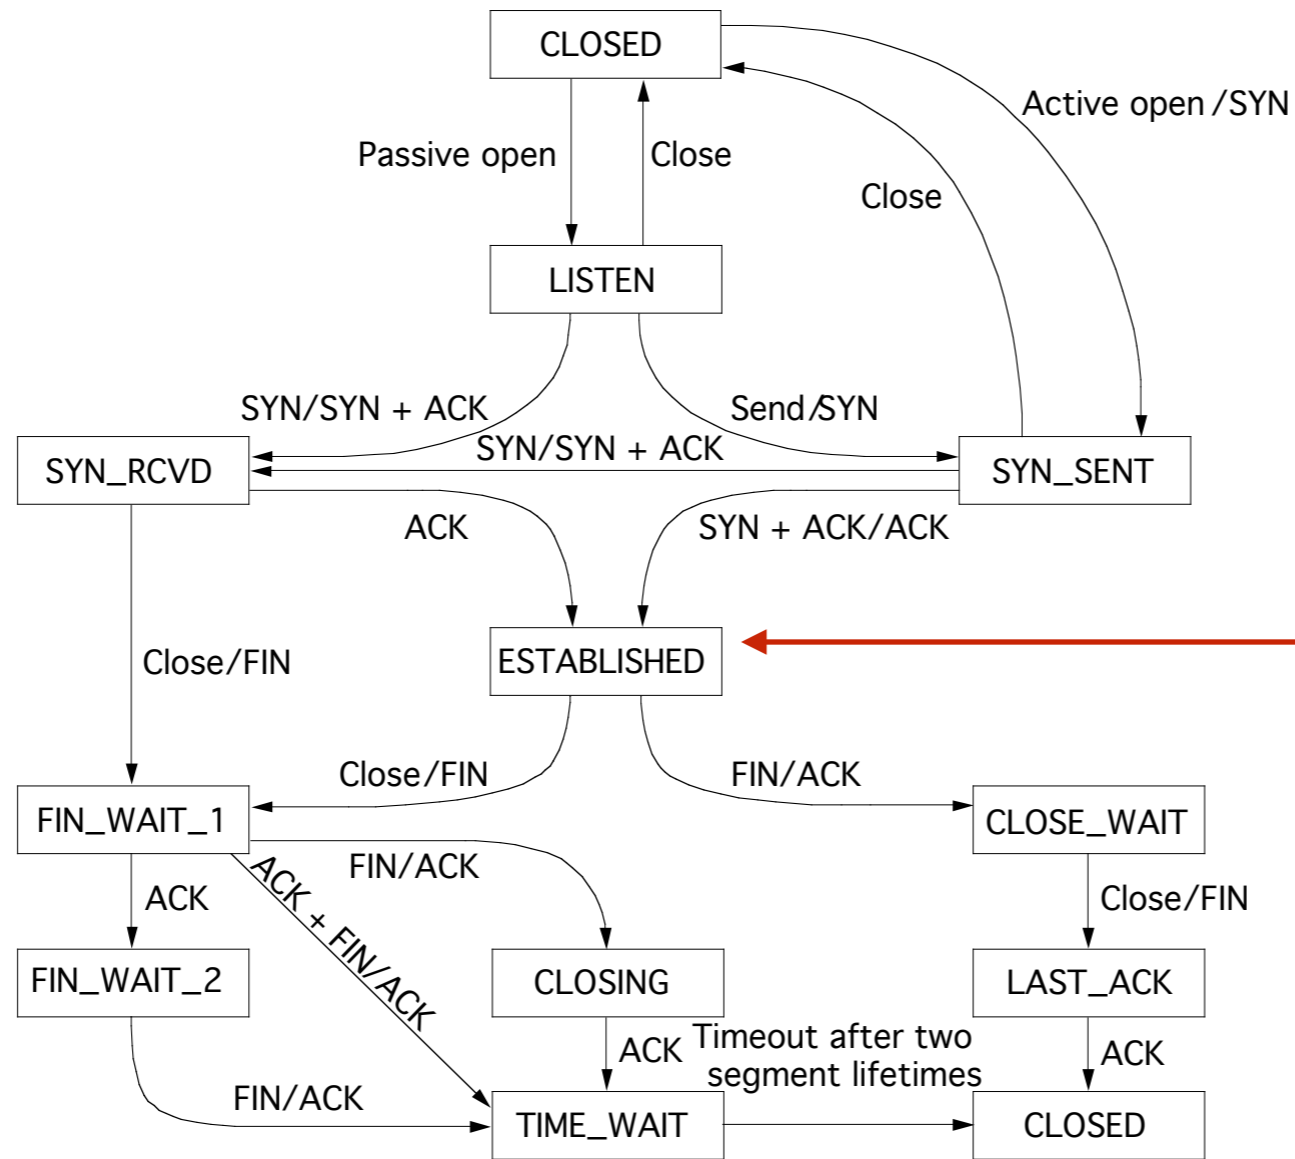 CLOSED
Active open /SYN
Passive open
Close
Close
LISTEN
SYN/SYN + ACK
Send/SYN
SYN/SYN + ACK
SYN_RCVD
SYN_SENT
ACK
SYN + ACK/ACK
ESTABLISHED
Close/FIN
Close/FIN
FIN/ACK
FIN_WAIT_1
CLOSE_WAIT
FIN/ACK
ACK + FIN/ACK
ACK
Close/FIN
FIN_WAIT_2
CLOSING
LAST_ACK
ACK
Timeout after two
segment lifetimes
ACK
FIN/ACK
TIME_WAIT
CLOSED